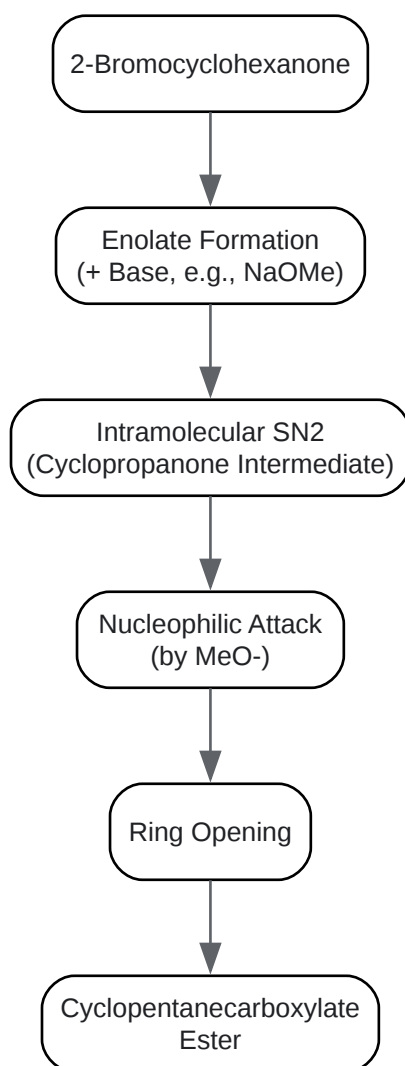 2-Bromocyclohexanone
Enolate Formation
(+ Base, e.g., NaOMe)
Intramolecular SN2
(Cyclopropanone Intermediate)
Nucleophilic Attack
(by MeO-)
Ring Opening
Cyclopentanecarboxylate
Ester